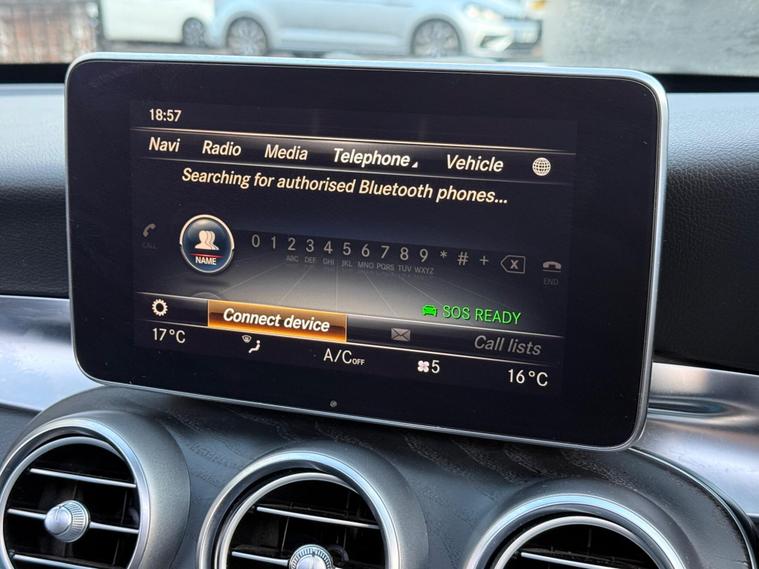 18:57
Navi Radio Media Telephone Vehicle
Searching for authorised Bluetooth phones...
CALL
NAME
0 1 2 3 4 5 6 7 8 9 * # +
ABC DEF GHI JKL MNO PQRS TUV WXYZ
END
SOS READY
Connect device
Call lists
17°C
A/C OFF
5
16°C